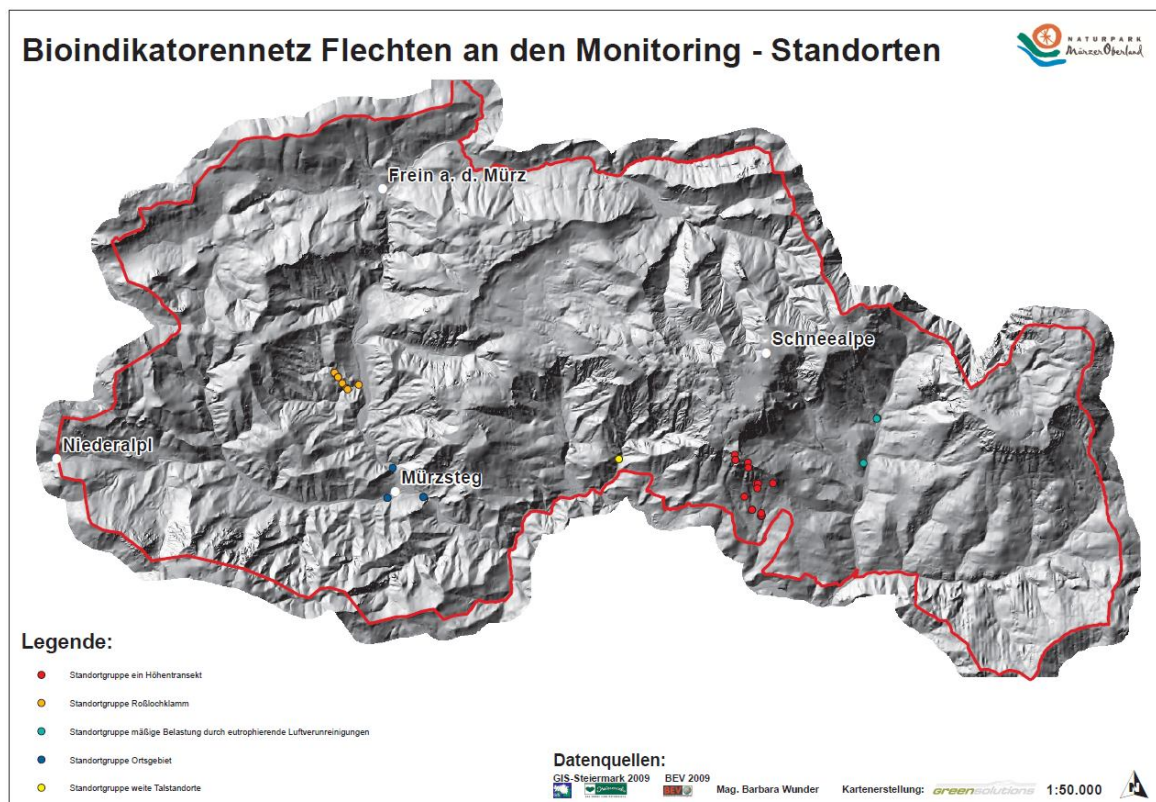 Bioindikatorennetz Flechten an den Monitoring - Standorten
NATURPARK
Mürzer Oberland
Frein a. d. Mürz
Schneealpe
Niederalpl
Mürzsteg
Legende:
Standortgruppe ein Höhentransekt
Standortgruppe Roßlochklamm
Standortgruppe mäßige Belastung durch eutrophierende Luftverunreinigungen
Standortgruppe Ortsgebiet
Standortgruppe weite Talstandorte
Datenquellen:
GIS-Steiermark 2009 BEV 2009
BEV Mag. Barbara Wunder Kartenerstellung: greensolutions 1:50.000 N